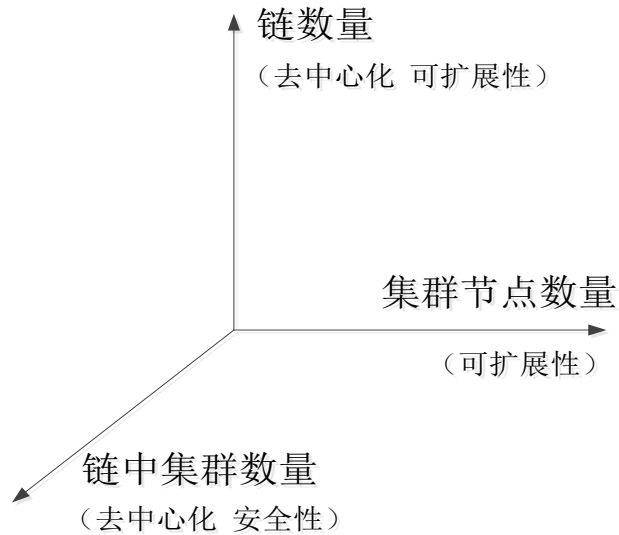 链数量
（去中心化 可扩展性）
集群节点数量
（可扩展性）
链中集群数量
（去中心化 安全性）